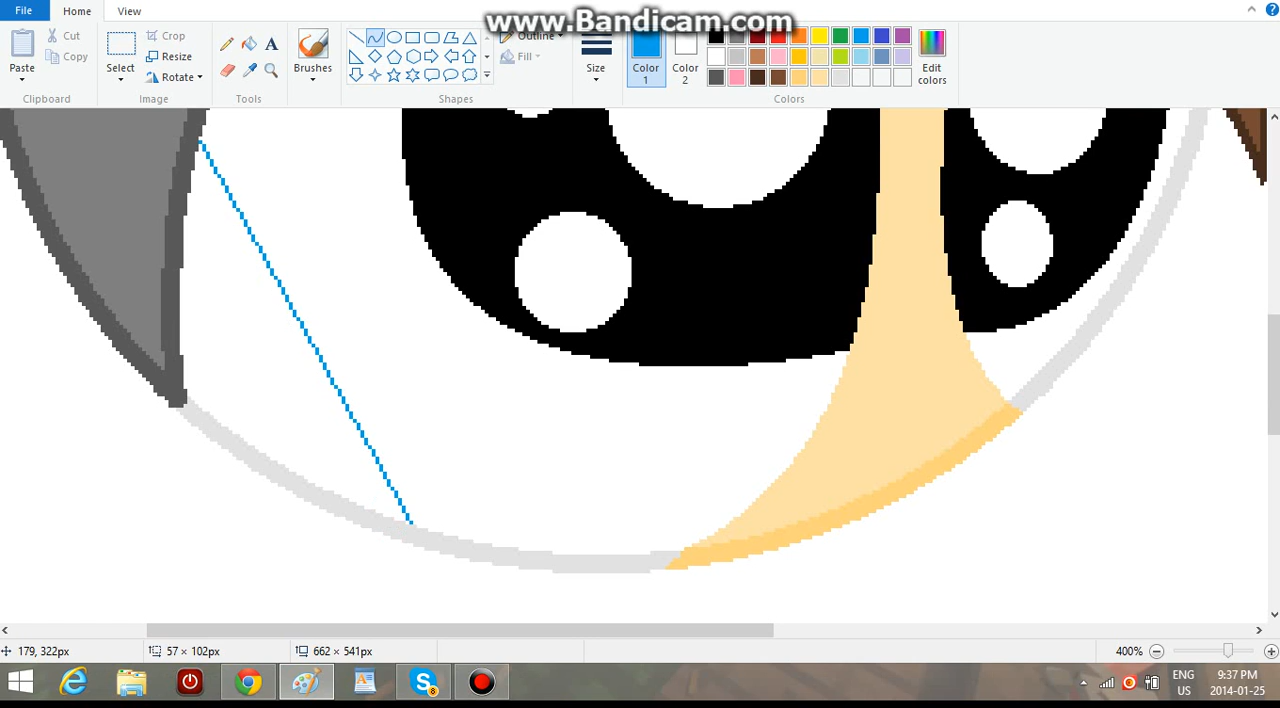 www.Bandicam.com
File
Home
View
Paste
Cut
Copy
Clipboard
Select
Crop
Resize
Rotate
Image
Tools
Brushes
Shapes
Outline
Fill
Size
Color
1
Color
2
Colors
Edit
colors
179, 322px
57 × 102px
662 × 541px
400%
8
ENG
US
9:37 PM
2014-01-25